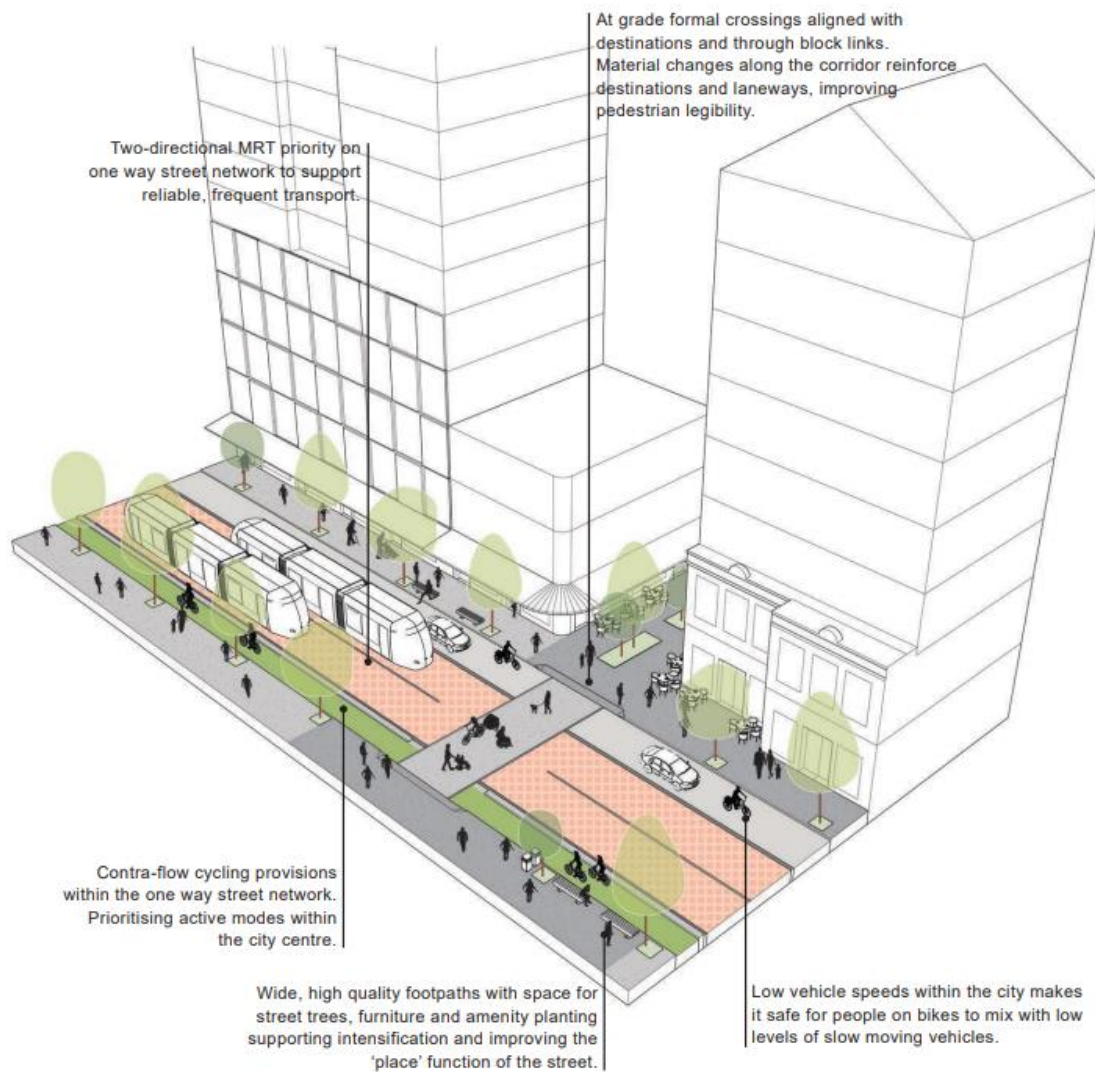 At grade formal crossings aligned with
destinations and through block links.
Material changes along the corridor reinforce
destinations and laneways, improving
pedestrian legibility.
Two-directional MRT priority on
one way street network to support
reliable, frequent transport.
Contra-flow cycling provisions
within the one way street network.
Prioritising active modes within
the city centre.
Wide, high quality footpaths with space for
street trees, furniture and amenity planting
supporting intensification and improving the
‘place’ function of the street.
Low vehicle speeds within the city makes
it safe for people on bikes to mix with low
levels of slow moving vehicles.